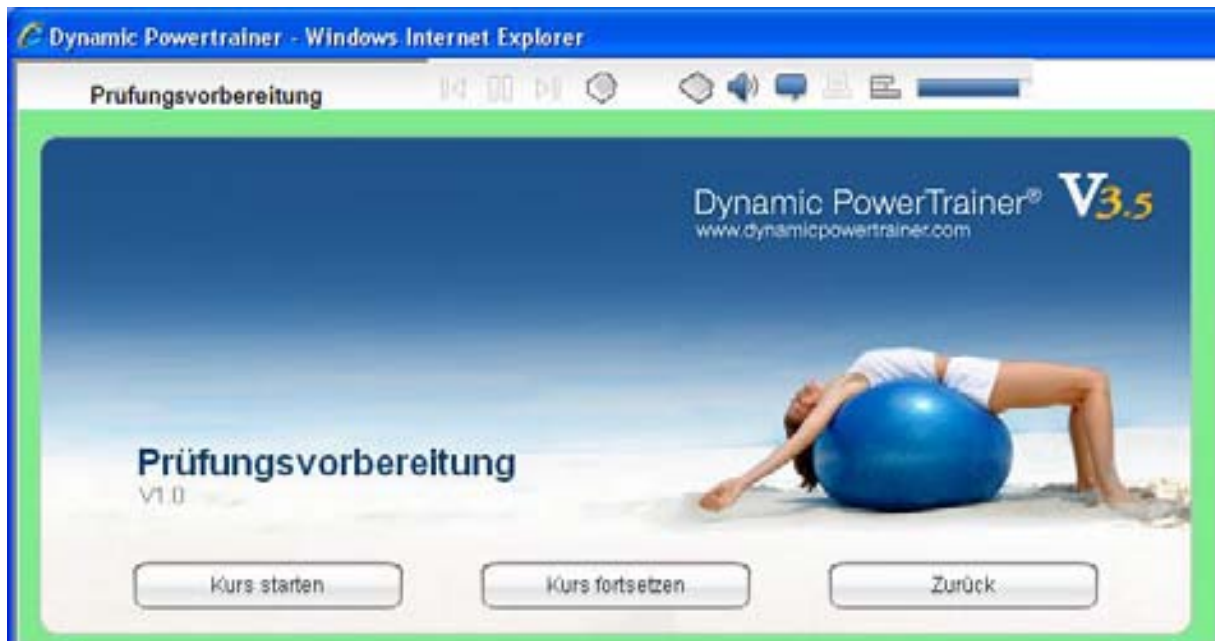 Dynamic Powertrainer - Windows Internet Explorer
Prüfungsvorbereitung
Dynamic PowerTrainer® V3.5
www.dynamicpowertrainer.com
Prüfungsvorbereitung
V1.0
Kurs starten
Kurs fortsetzen
Zurück